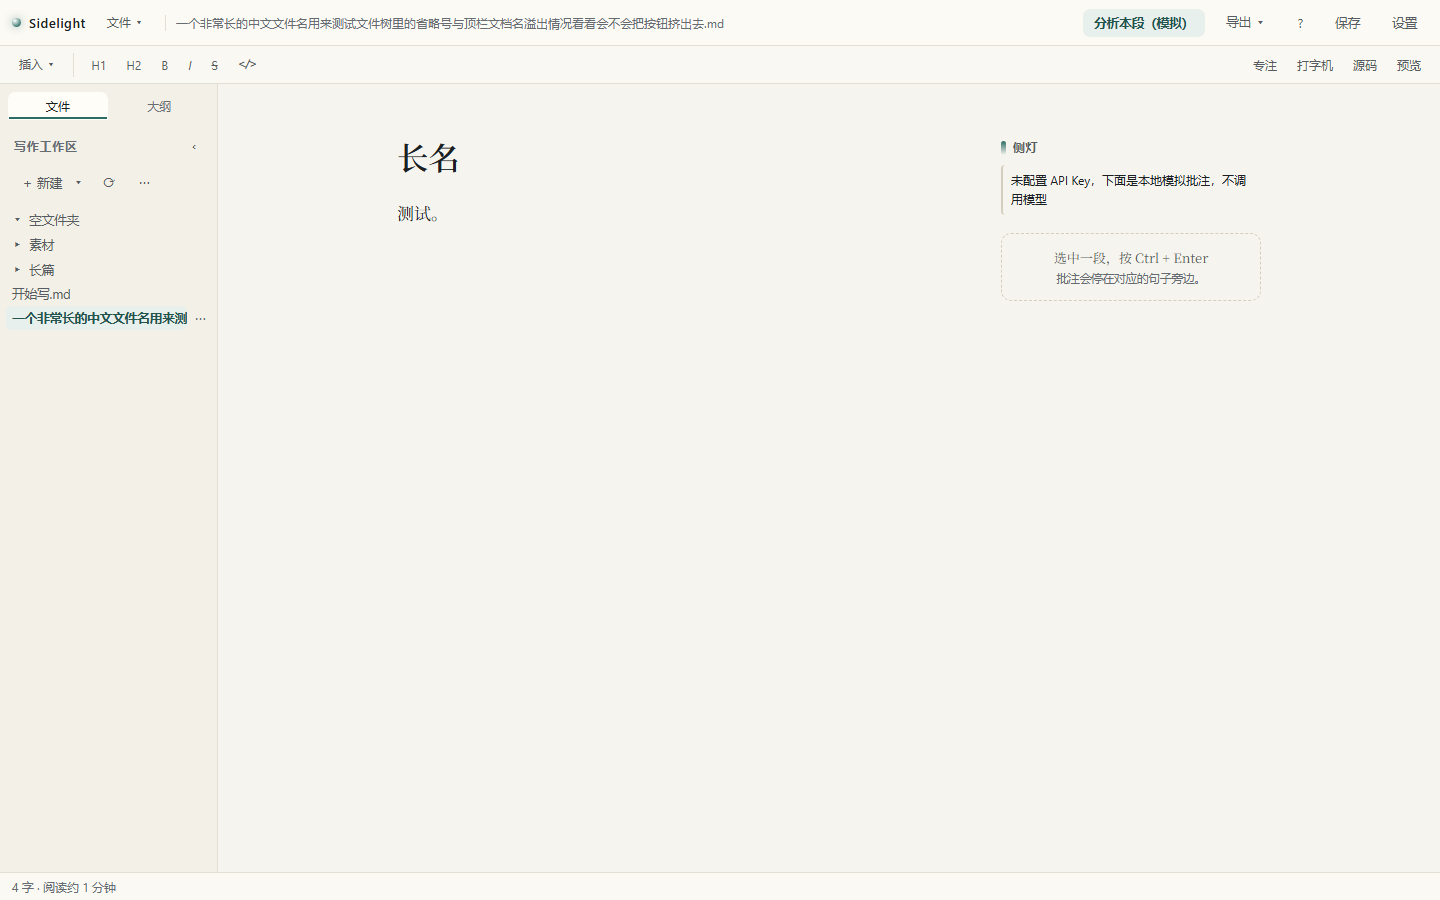 Sidelight 文件 ▾ 一个非常长的中文文件名用来测试文件树里的省略号与顶栏文档名溢出情况看看会不会把按钮挤出去.md 分析本段（模拟） 导出 ▾ ? 保存 设置
插入 ▾ H1 H2 B I S </> 专注 打字机 源码 预览
文件 大纲
写作工作区 ‹
+ 新建 ▾ ⟳ ···
▾ 空文件夹
▸ 素材
▸ 长篇
开始写.md
一个非常长的中文文件名用来测 ···
长名
测试。
侧灯
未配置 API Key，下面是本地模拟批注，不调
用模型
选中一段，按 Ctrl + Enter
批注会停在对应的句子旁边。
4 字 · 阅读约 1 分钟